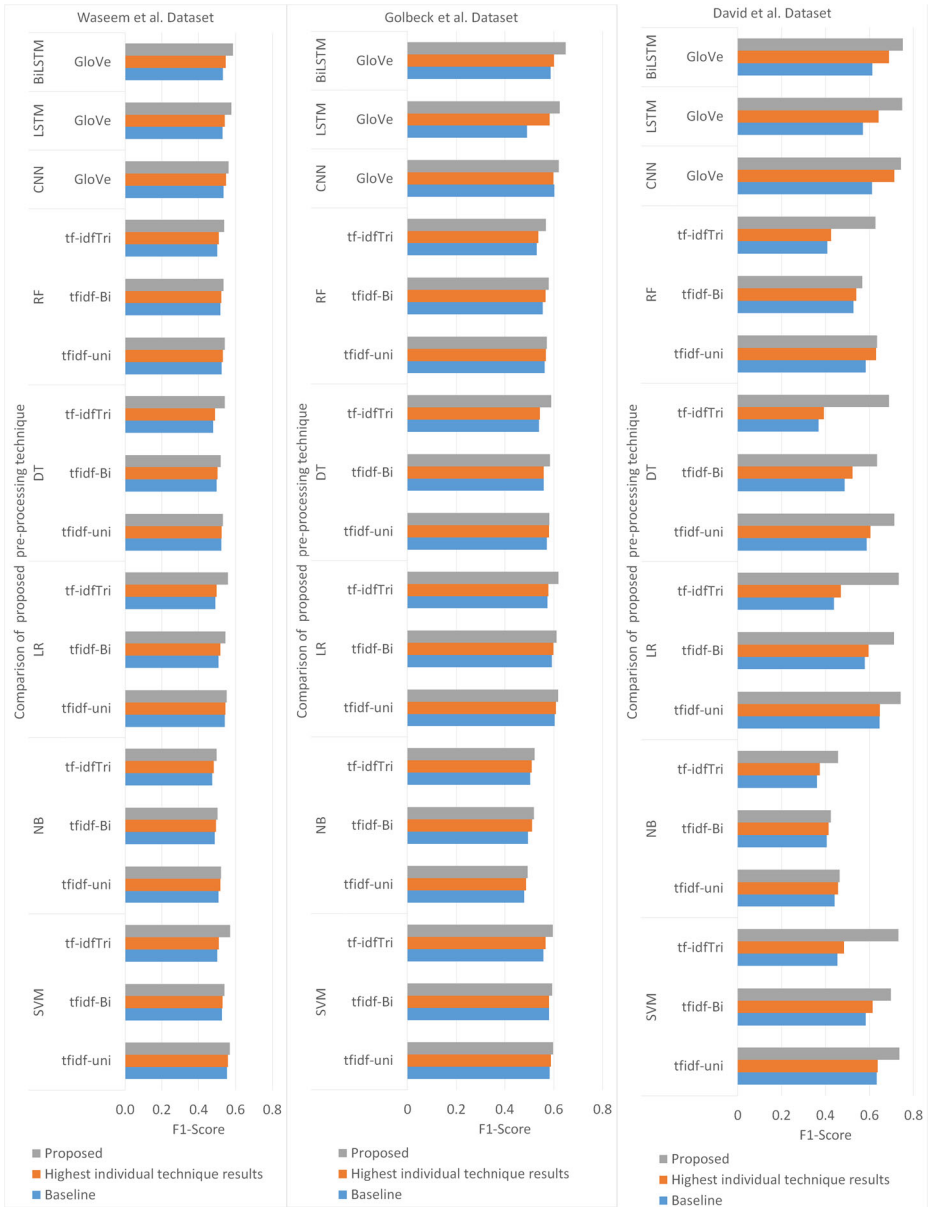 Waseem et al. Dataset
Comparison of proposed pre-processing technique
BiLSTM
GloVe
LSTM
GloVe
CNN
GloVe
RF
tf-idfTri
tfidf-Bi
tfidf-uni
DT
tf-idfTri
tfidf-Bi
tfidf-uni
LR
tf-idfTri
tfidf-Bi
tfidf-uni
NB
tf-idfTri
tfidf-Bi
tfidf-uni
SVM
tf-idfTri
tfidf-Bi
tfidf-uni
0.0 0.2 0.4 0.6 0.8
F1-Score
Proposed
Highest individual technique results
Baseline
Golbeck et al. Dataset
Comparison of proposed pre-processing technique
BiLSTM
GloVe
LSTM
GloVe
CNN
GloVe
RF
tf-idfTri
tfidf-Bi
tfidf-uni
DT
tf-idfTri
tfidf-Bi
tfidf-uni
LR
tf-idfTri
tfidf-Bi
tfidf-uni
NB
tf-idfTri
tfidf-Bi
tfidf-uni
SVM
tf-idfTri
tfidf-Bi
tfidf-uni
0 0.2 0.4 0.6 0.8
F1-Score
Proposed
Highest individual technique results
Baseline
David et al. Dataset
Comparison of proposed pre-processing technique
BiLSTM
GloVe
LSTM
GloVe
CNN
GloVe
RF
tf-idfTri
tfidf-Bi
tfidf-uni
DT
tf-idfTri
tfidf-Bi
tfidf-uni
LR
tf-idfTri
tfidf-Bi
tfidf-uni
NB
tf-idfTri
tfidf-Bi
tfidf-uni
SVM
tf-idfTri
tfidf-Bi
tfidf-uni
0 0.2 0.4 0.6 0.8
F1-Score
Proposed
Highest individual technique results
Baseline